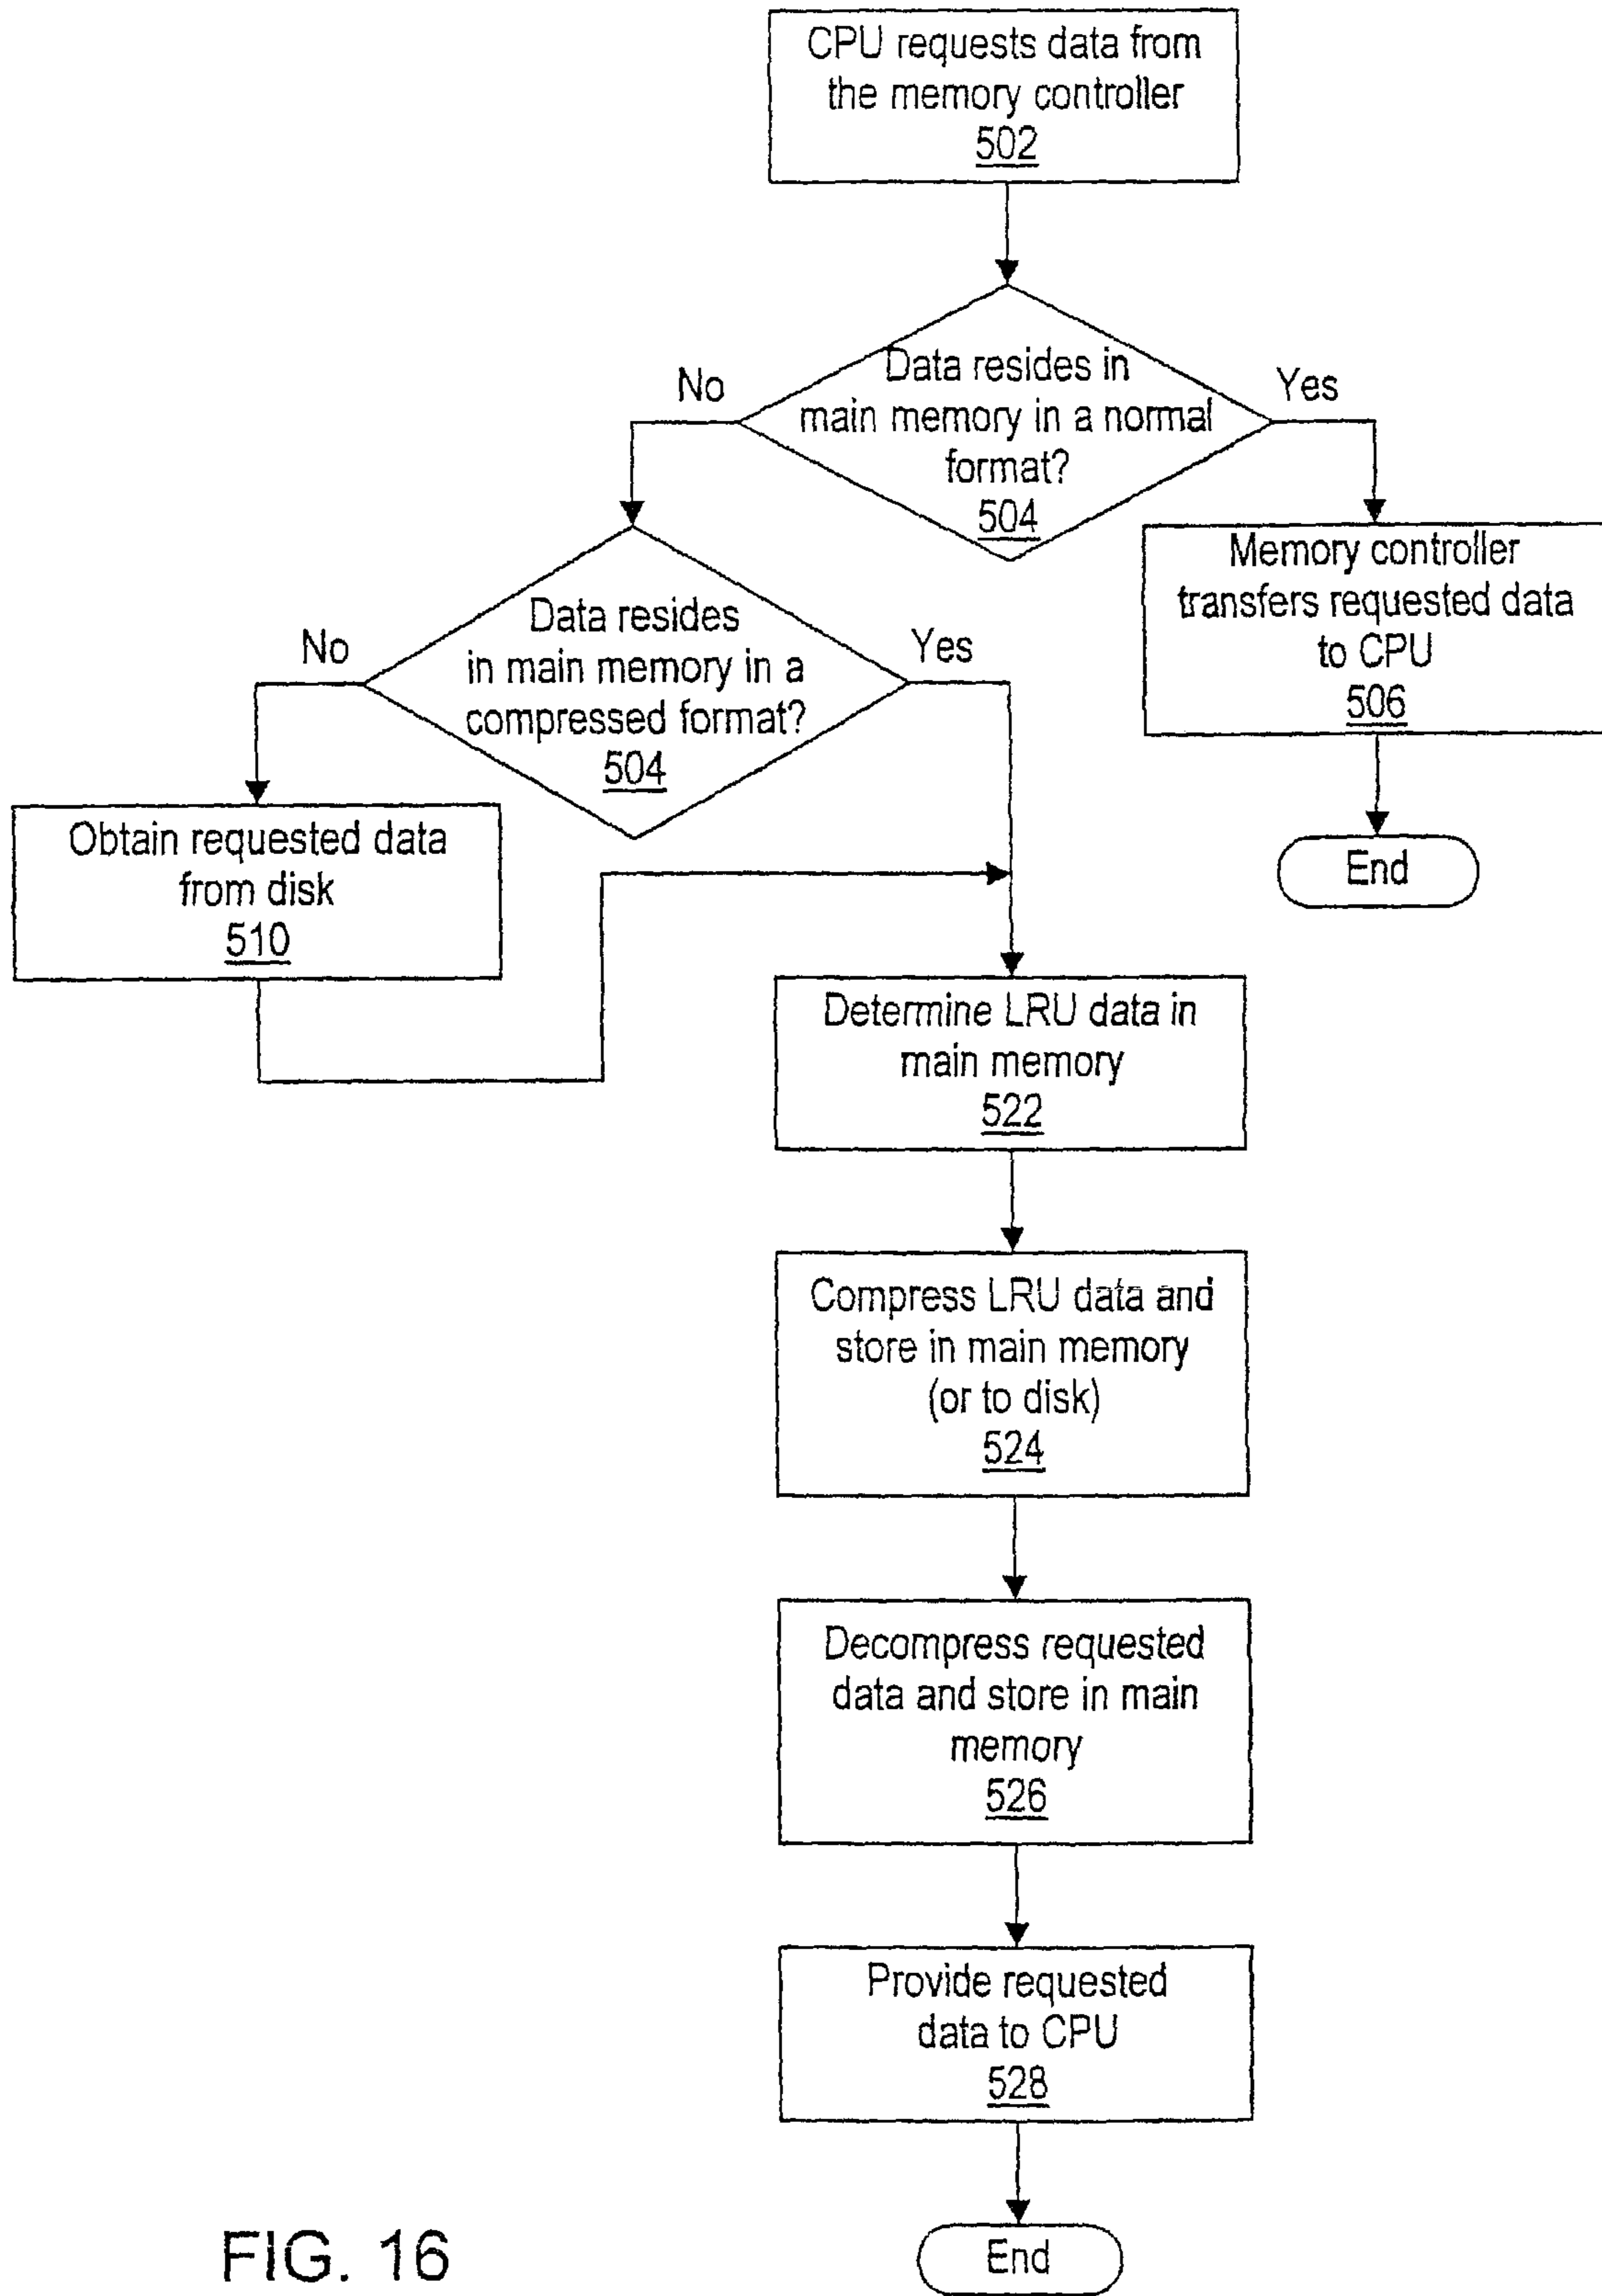 CPU requests data from
the memory controller
502
Data resides in
main memory in a normal
format?
504
No
Yes
Memory controller
transfers requested data
to CPU
506
End
Data resides
in main memory in a
compressed format?
504
No
Yes
Obtain requested data
from disk
510
Determine LRU data in
main memory
522
Compress LRU data and
store in main memory
(or to disk)
524
Decompress requested
data and store in main
memory
526
Provide requested
data to CPU
528
End
FIG. 16